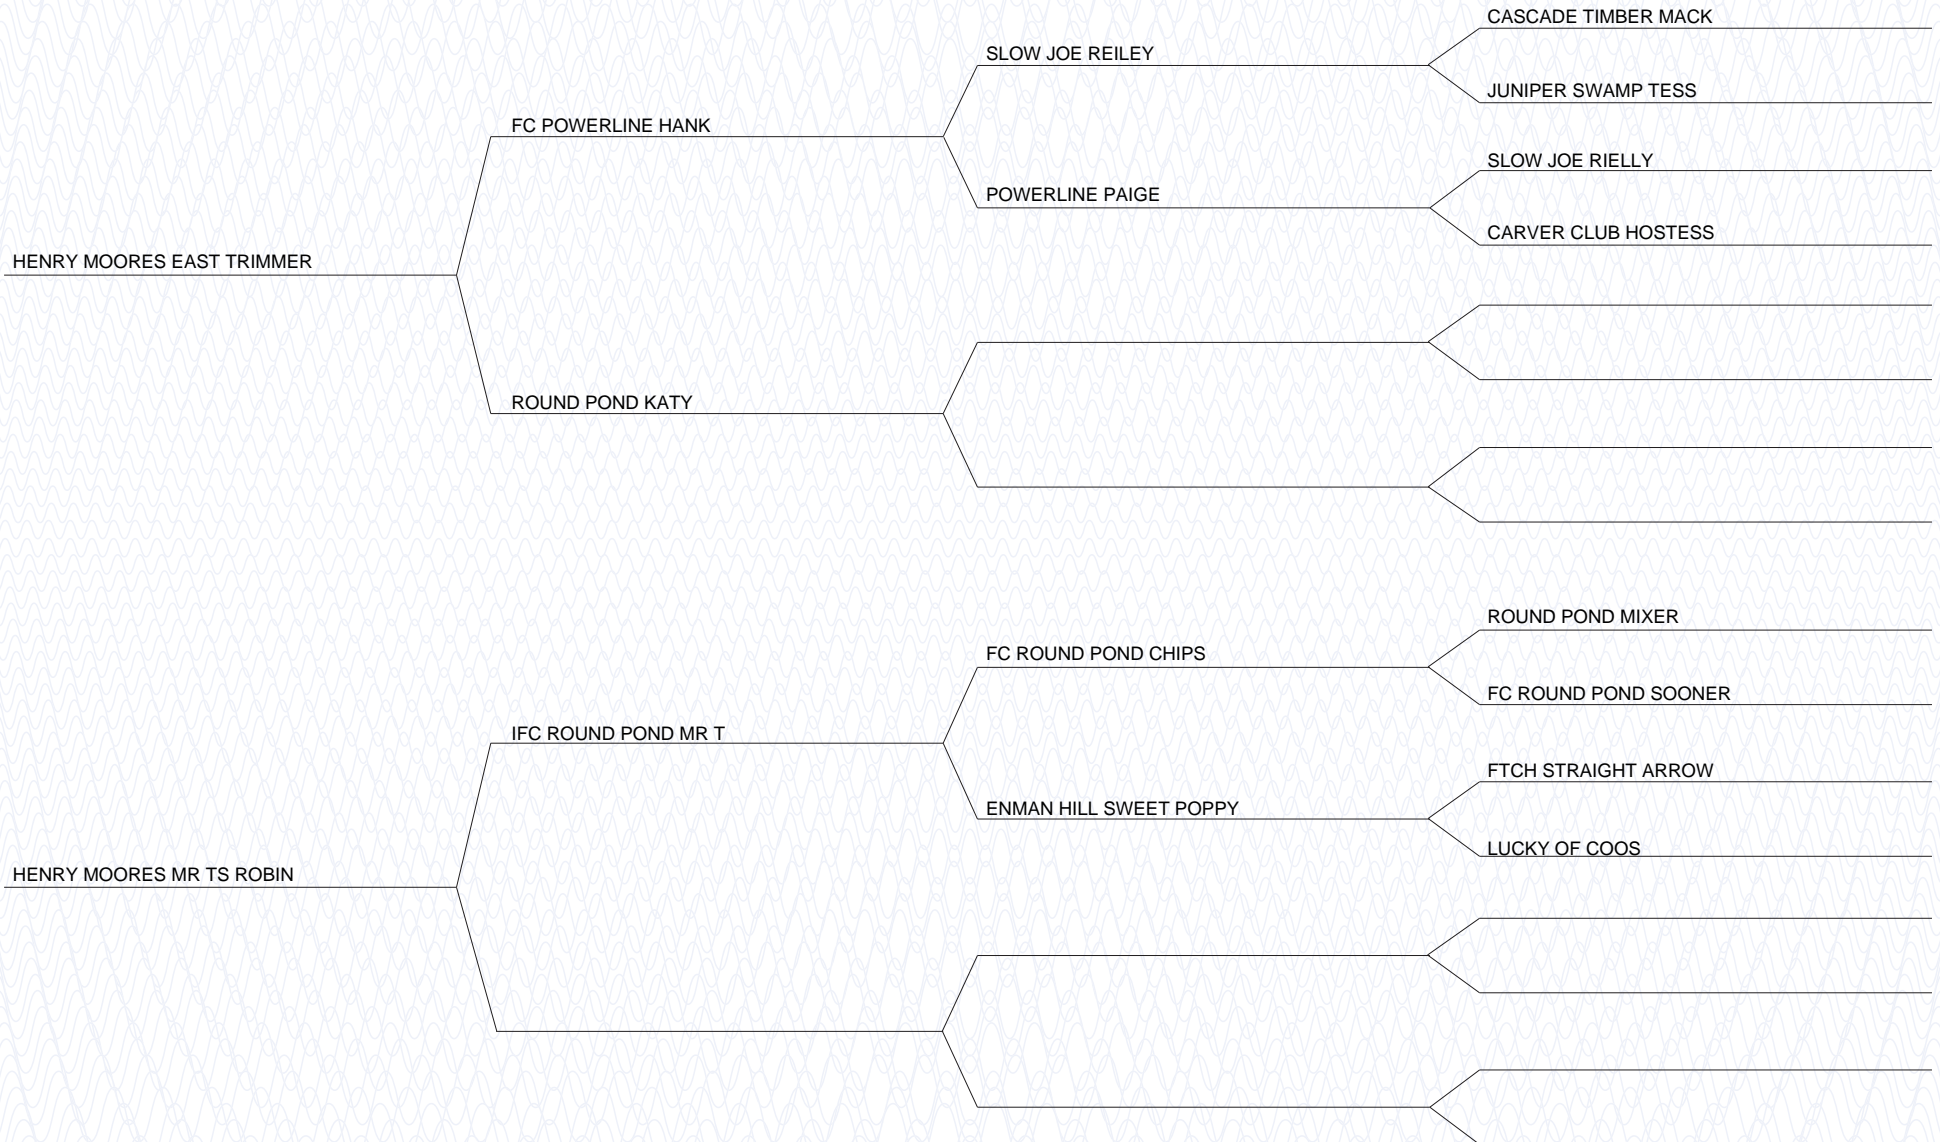 CASCADE TIMBER MACK
SLOW JOE REILEY
JUNIPER SWAMP TESS
FC POWERLINE HANK
SLOW JOE RIELLY
POWERLINE PAIGE
CARVER CLUB HOSTESS
HENRY MOORES EAST TRIMMER
ROUND POND KATY
ROUND POND MIXER
FC ROUND POND CHIPS
FC ROUND POND SOONER
IFC ROUND POND MR T
FTCH STRAIGHT ARROW
ENMAN HILL SWEET POPPY
LUCKY OF COOS
HENRY MOORES MR TS ROBIN